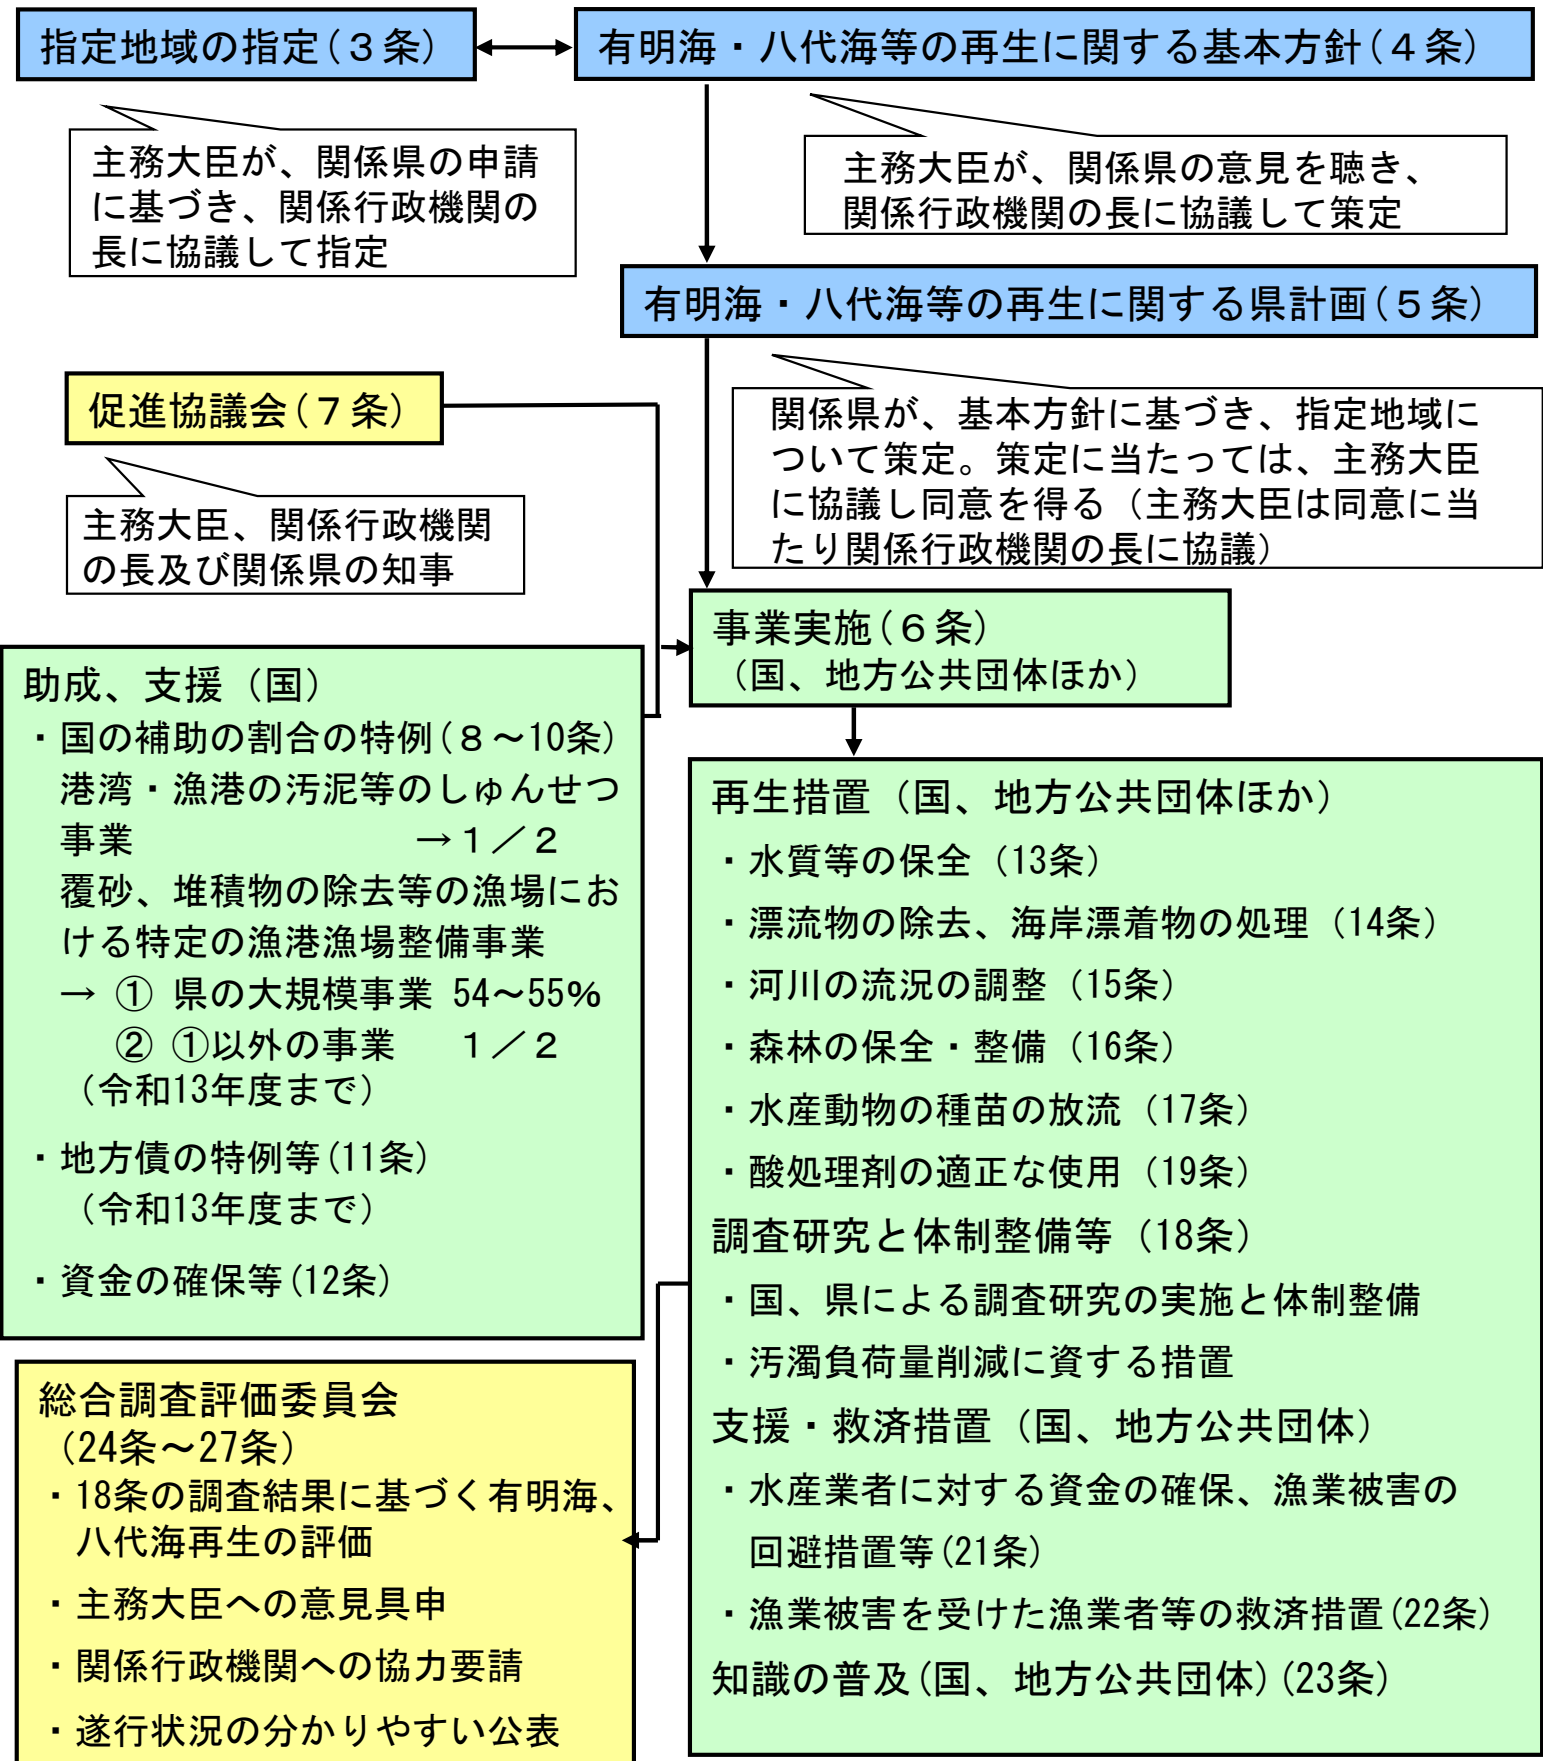 指定地域の指定(３条)
有明海・八代海等の再生に関する基本方針(４条)
主務大臣が、関係県の申請
に基づき、関係行政機関の
長に協議して指定
主務大臣が、関係県の意見を聴き、
関係行政機関の長に協議して策定
有明海・八代海等の再生に関する県計画(５条)
促進協議会(７条)
関係県が、基本方針に基づき、指定地域に
ついて策定。策定に当たっては、主務大臣
に協議し同意を得る（主務大臣は同意に当
たり関係行政機関の長に協議）
主務大臣、関係行政機関
の長及び関係県の知事
事業実施(６条)
（国、地方公共団体ほか）
助成、支援（国）
・国の補助の割合の特例(８～10条)
港湾・漁港の汚泥等のしゅんせつ
事業　→１／２
覆砂、堆積物の除去等の漁場にお
ける特定の漁港漁場整備事業
→ ① 県の大規模事業 54～55%
② ①以外の事業　１／２
（令和13年度まで）
・地方債の特例等(11条)
（令和13年度まで）
・資金の確保等(12条)
再生措置（国、地方公共団体ほか）
・水質等の保全（13条）
・漂流物の除去、海岸漂着物の処理（14条）
・河川の流況の調整（15条）
・森林の保全・整備（16条）
・水産動物の種苗の放流（17条）
・酸処理剤の適正な使用（19条）
調査研究と体制整備等（18条）
・国、県による調査研究の実施と体制整備
・汚濁負荷量削減に資する措置
支援・救済措置（国、地方公共団体）
・水産業者に対する資金の確保、漁業被害の
回避措置等(21条)
・漁業被害を受けた漁業者等の救済措置(22条)
知識の普及(国、地方公共団体)(23条)
総合調査評価委員会
（24条～27条）
・18条の調査結果に基づく有明海、
八代海再生の評価
・主務大臣への意見具申
・関係行政機関への協力要請
・遂行状況の分かりやすい公表